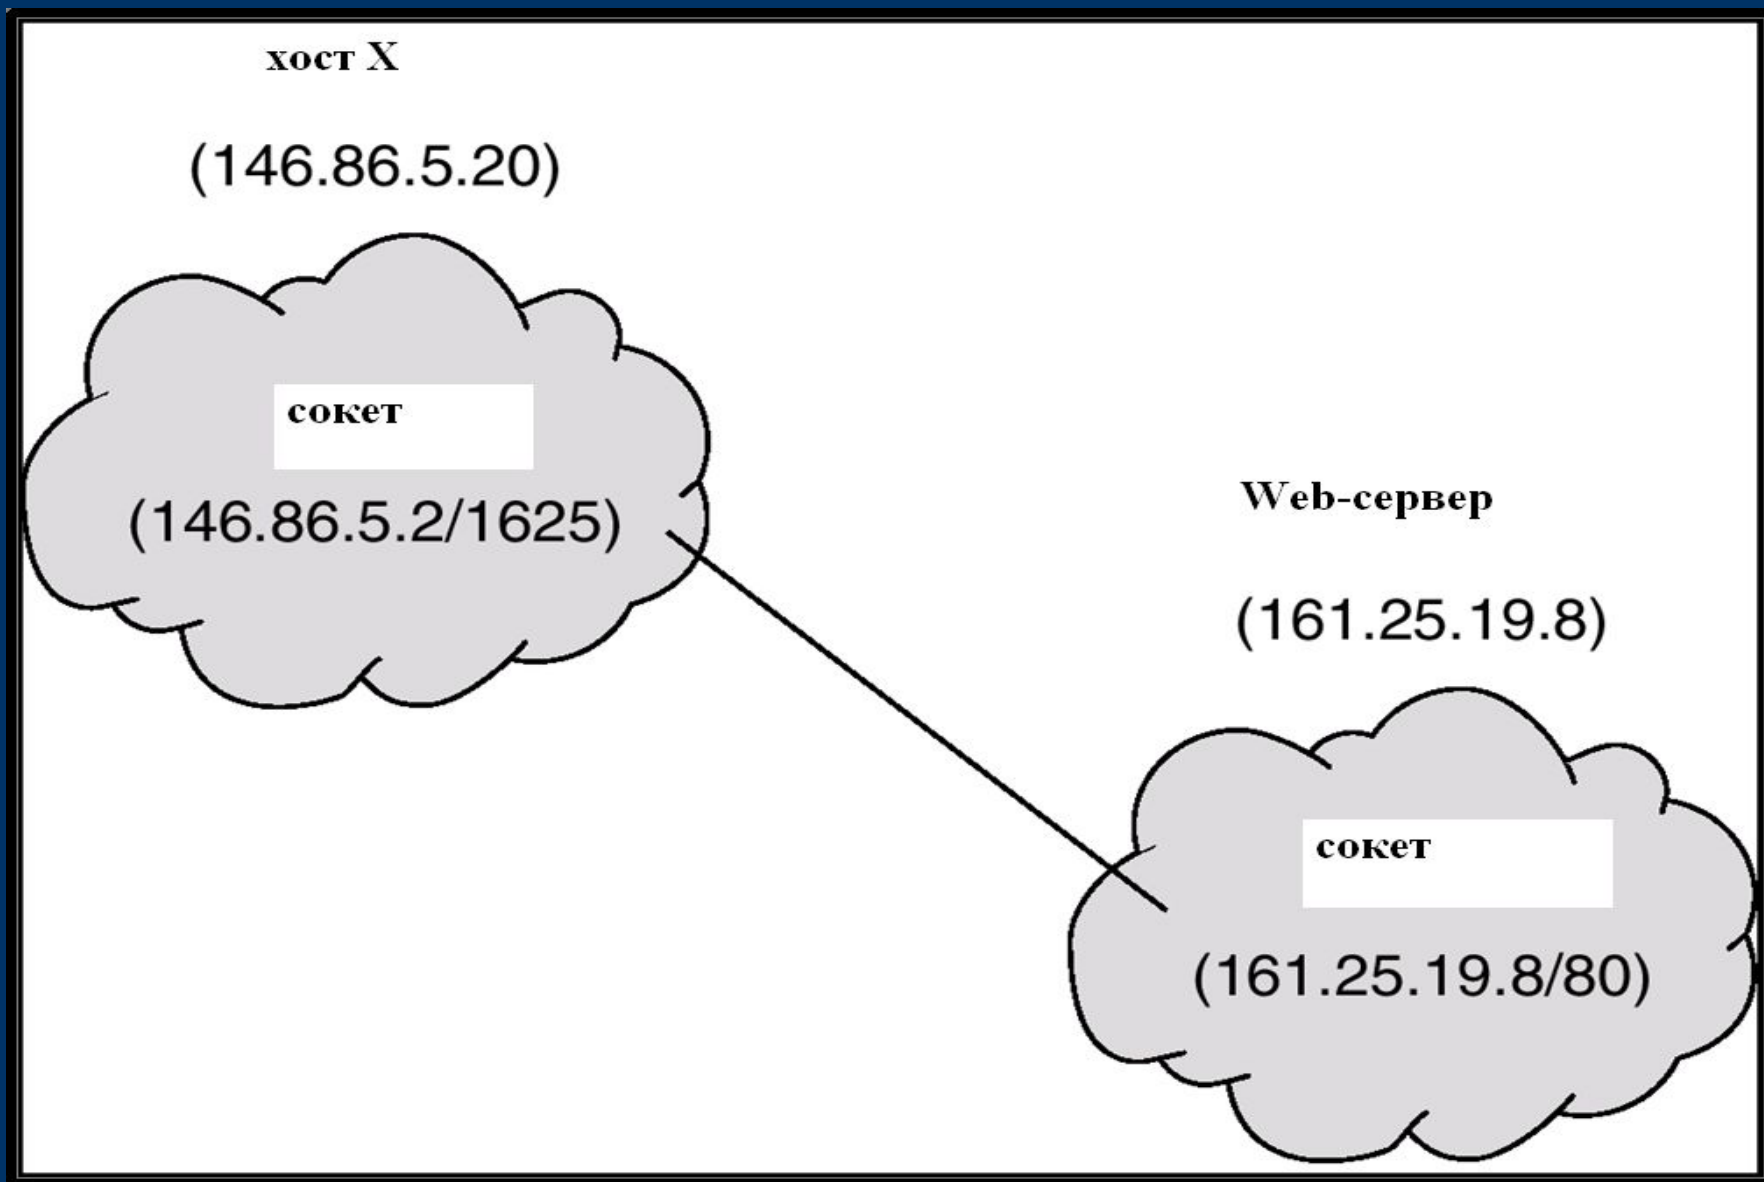 хост X
(146.86.5.20)
сокет
(146.86.5.2/1625)
Web-сервер
(161.25.19.8)
сокет
(161.25.19.8/80)